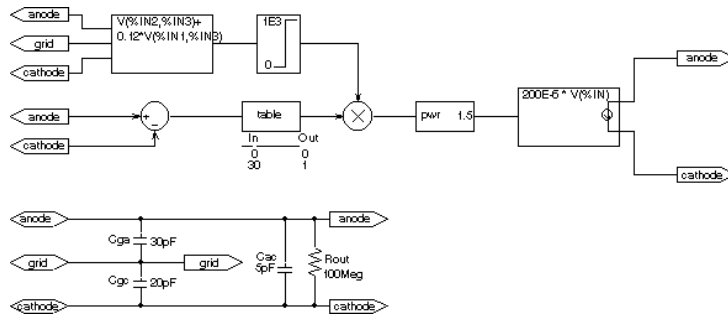 anode
grid
cathode
V(%IN2,%IN3)+
0.12*V(%IN1,%IN3)
1E3
0
anode
cathode
+
−
table
In Out
0 0
30 1
pwr 1.5
200E-6 * V(%IN)
anode
cathode
anode
anode
Cga 30pF
grid
grid
Cgc 20pF
Cac
5pF
Rout
100Meg
cathode
cathode